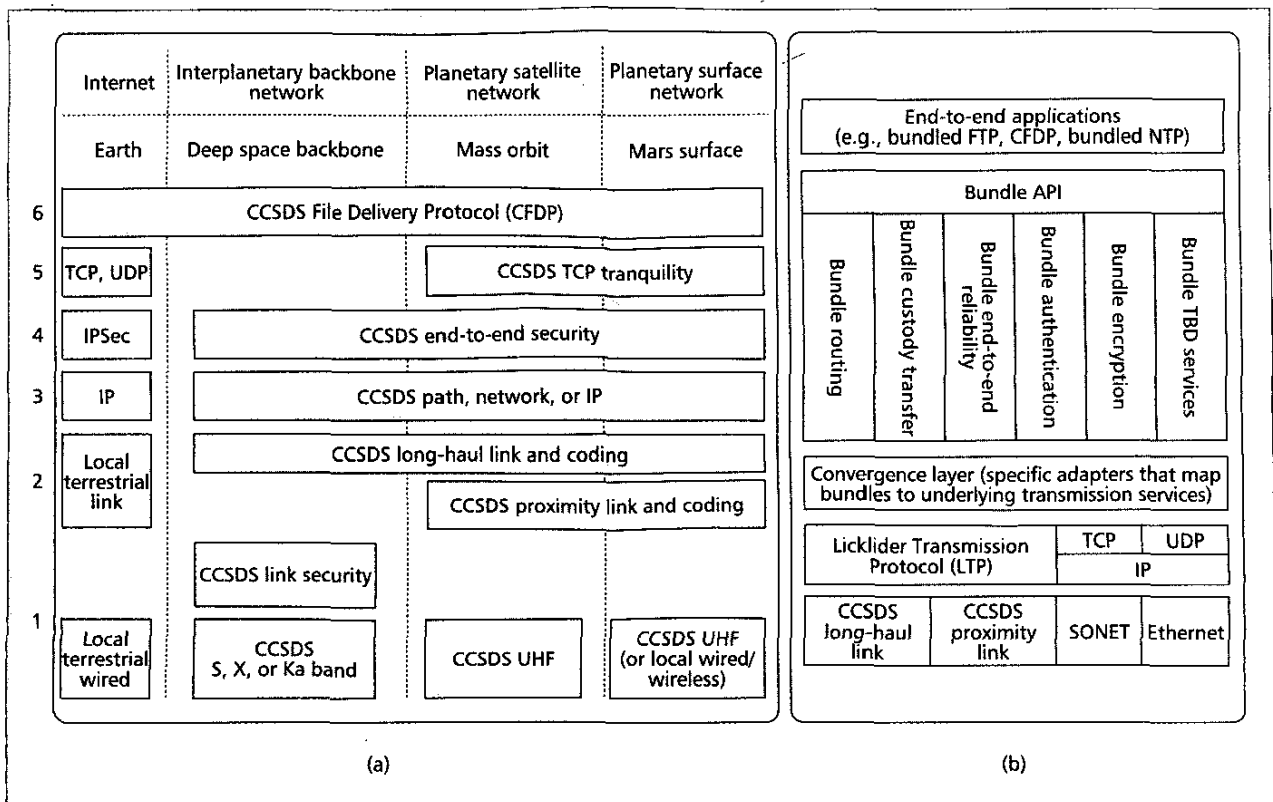 Internet
Interplanetary backbone
network
Planetary satellite
network
Planetary surface
network
Earth
Deep space backbone
Mass orbit
Mars surface
6
CCSDS File Delivery Protocol (CFDP)
5
TCP, UDP
CCSDS TCP tranquility
4
IPSec
CCSDS end-to-end security
3
IP
CCSDS path, network, or IP
2
Local
terrestrial
link
CCSDS long-haul link and coding
CCSDS proximity link and coding
CCSDS link security
1
Local
terrestrial
wired
CCSDS
S, X, or Ka band
CCSDS UHF
CCSDS UHF
(or local wired/
wireless)
(a)
End-to-end applications
(e.g., bundled FTP, CFDP, bundled NTP)
Bundle API
Bundle routing
Bundle custody transfer
Bundle end-to-end
reliability
Bundle authentication
Bundle encryption
Bundle TBD services
Convergence layer (specific adapters that map
bundles to underlying transmission services)
Licklider Transmission
Protocol (LTP)
TCP
UDP
IP
CCSDS
long-haul
link
CCSDS
proximity
link
SONET
Ethernet
(b)